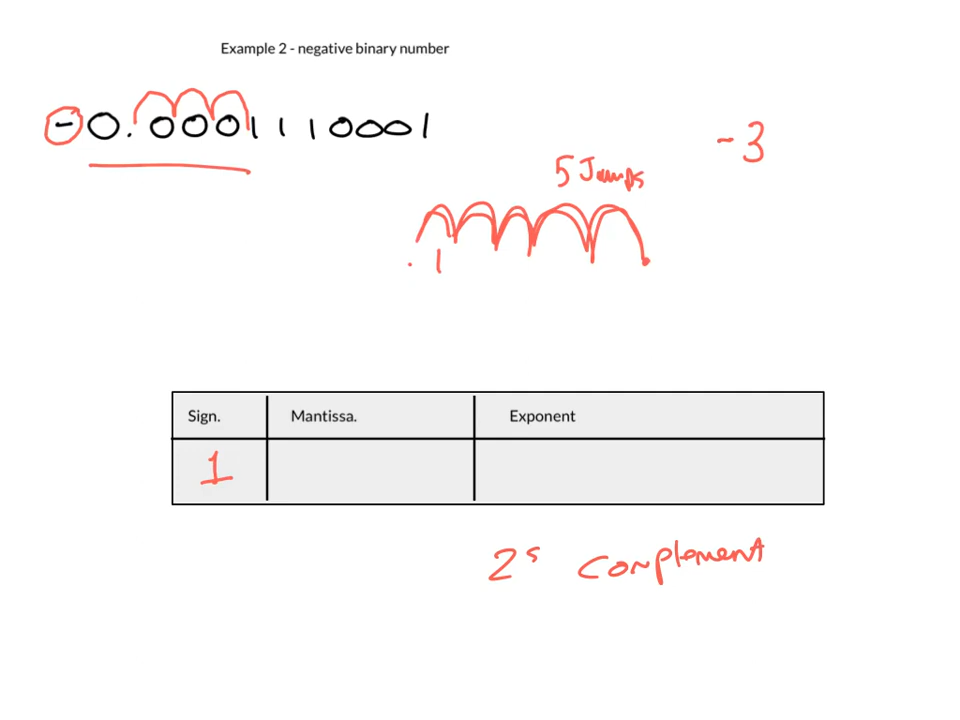 Example 2 - negative binary number
-0.0001110001
-3
5 Jumps
. 1
Sign. Mantissa. Exponent
1
2s complement